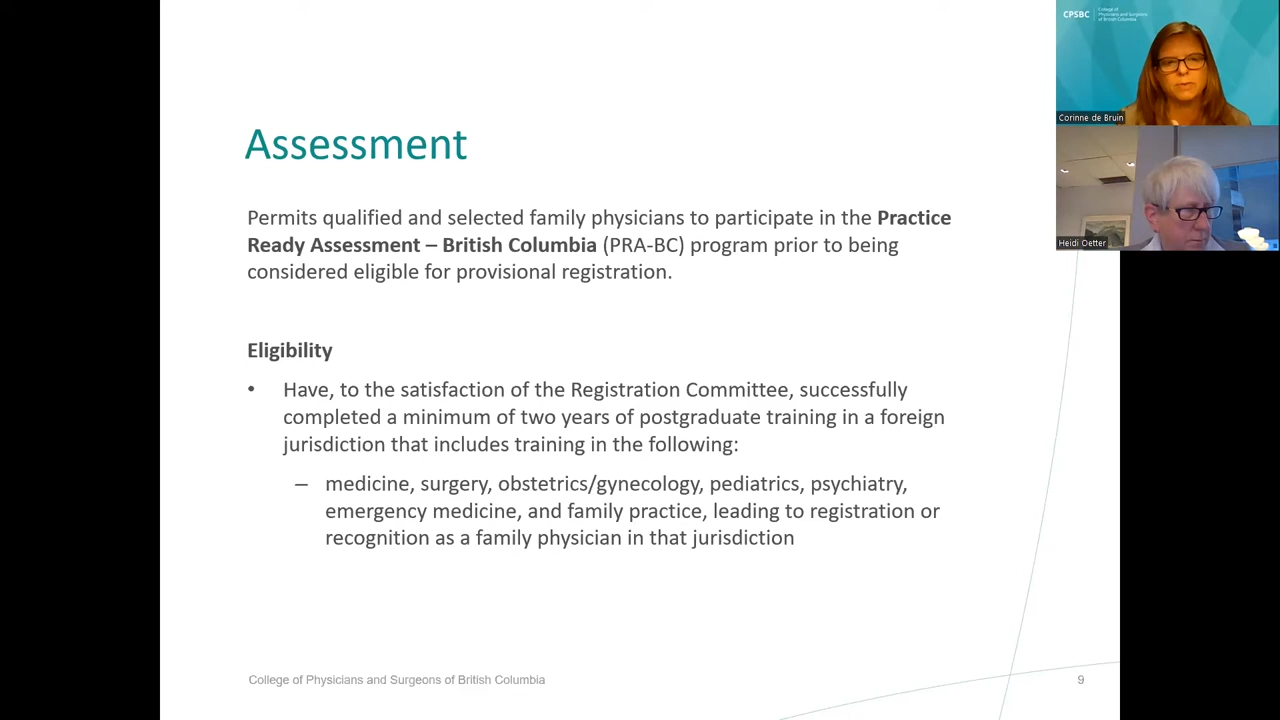 Assessment
Permits qualified and selected family physicians to participate in the Practice
Ready Assessment – British Columbia (PRA-BC) program prior to being
considered eligible for provisional registration.
Eligibility
• Have, to the satisfaction of the Registration Committee, successfully
completed a minimum of two years of postgraduate training in a foreign
jurisdiction that includes training in the following:
– medicine, surgery, obstetrics/gynecology, pediatrics, psychiatry,
emergency medicine, and family practice, leading to registration or
recognition as a family physician in that jurisdiction
College of Physicians and Surgeons of British Columbia
9
CPSBC
College of
Physicians and Surgeons
of British Columbia
Corinne de Bruin
Heidi Oetter